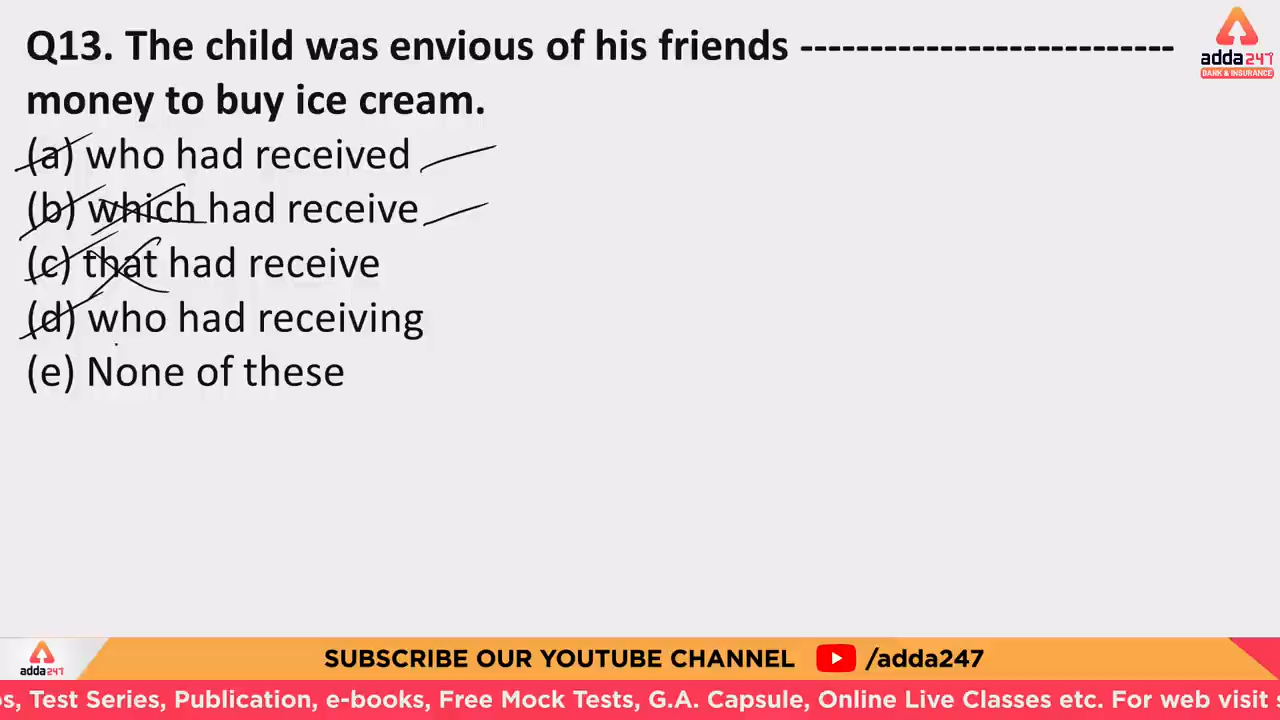 Q13. The child was envious of his friends ---------------------------
money to buy ice cream.
(a) who had received
(b) which had receive
(c) that had receive
(d) who had receiving
(e) None of these
adda247
BANK & INSURANCE
adda247
SUBSCRIBE OUR YOUTUBE CHANNEL /adda247
Test Series, Publication, e-books, Free Mock Tests, G.A. Capsule, Online Live Classes etc. For web visit